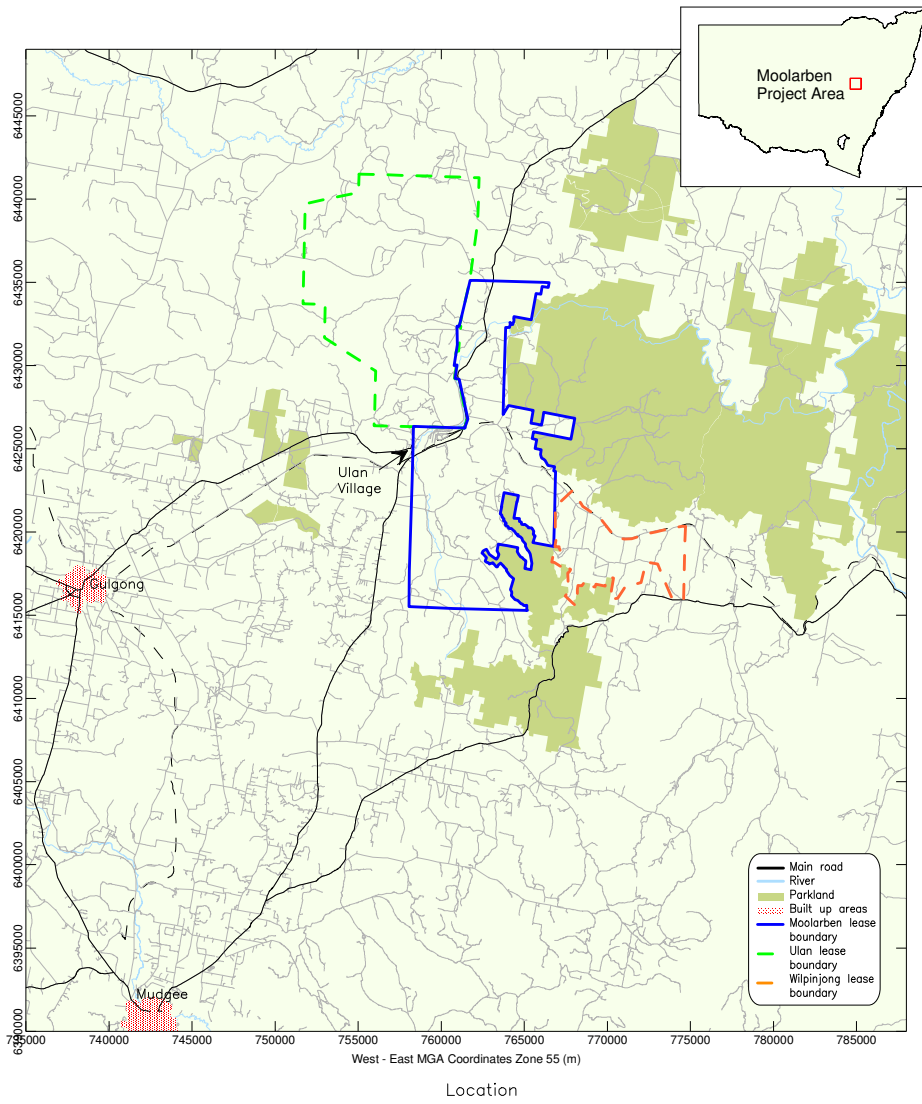 Moolarben
Project Area
6445000
6440000
6435000
6430000
6425000
6420000
6415000
6410000
6405000
6400000
6395000
6390000
Ulan
Village
Gulgong
Mudgee
Main road
River
Parkland
Built up areas
Moolarben lease
boundary
Ulan lease
boundary
Wilpinjong lease
boundary
735000 740000 745000 750000 755000 760000 765000 770000 775000 780000 785000
West - East MGA Coordinates Zone 55 (m)
Location